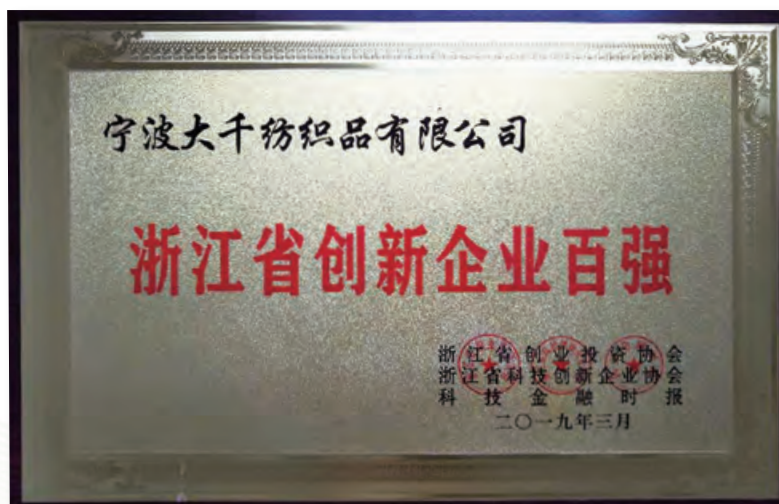 宁波大千纺织品有限公司
浙江省创新企业百强
浙江省创业投资协会
浙江省科技创新企业协会
科技金融时报
二〇一九年三月